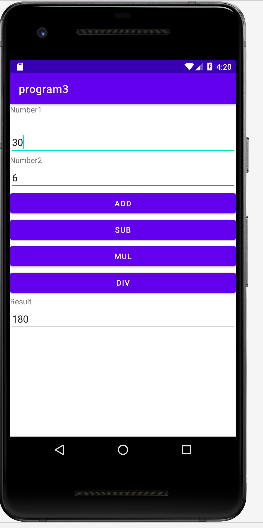 4:20
program3
Number1
30
Number2
6
ADD
SUB
MUL
DIV
Result
180